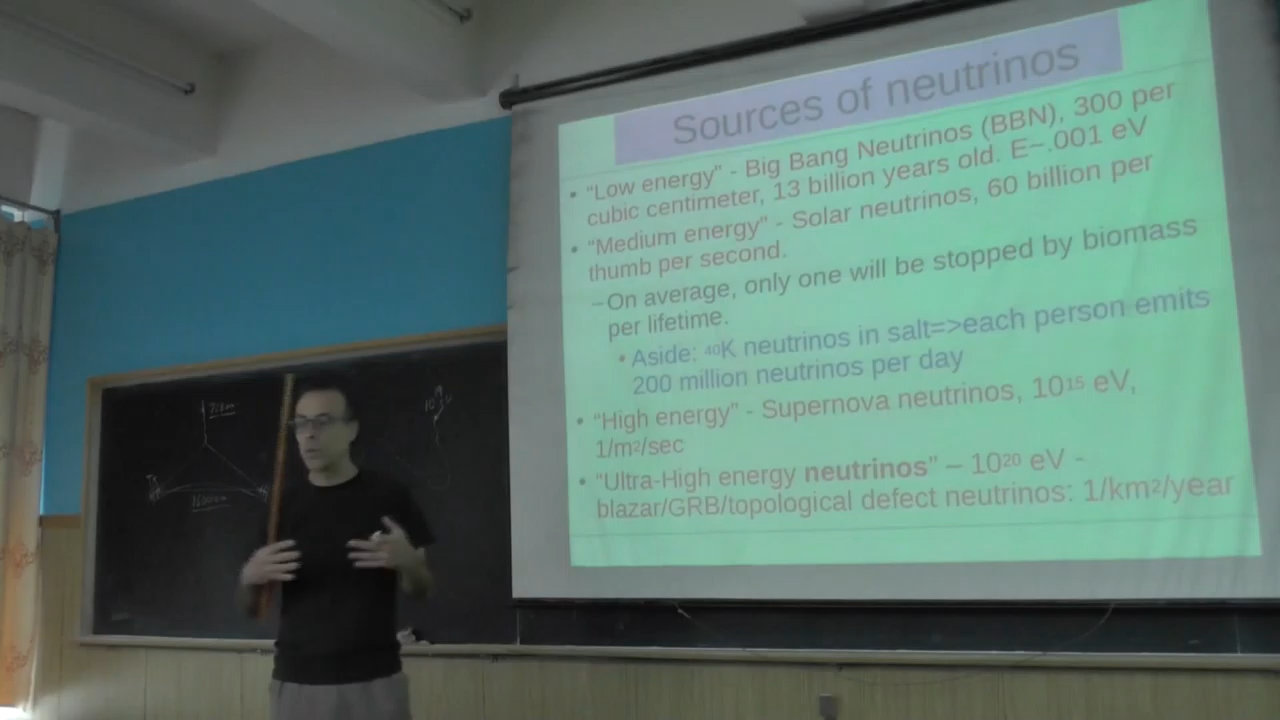 Sources of neutrinos
• “Low energy” - Big Bang Neutrinos (BBN), 300 per
cubic centimeter, 13 billion years old. E~.001 eV
• “Medium energy” - Solar neutrinos, 60 billion per
thumb per second.
–On average, only one will be stopped by biomass
per lifetime.
• Aside: ⁴⁰K neutrinos in salt=>each person emits
200 million neutrinos per day
• “High energy” - Supernova neutrinos, 10¹⁵ eV,
1/m²/sec
• “Ultra-High energy neutrinos” – 10²⁰ eV -
blazar/GRB/topological defect neutrinos: 1/km²/year